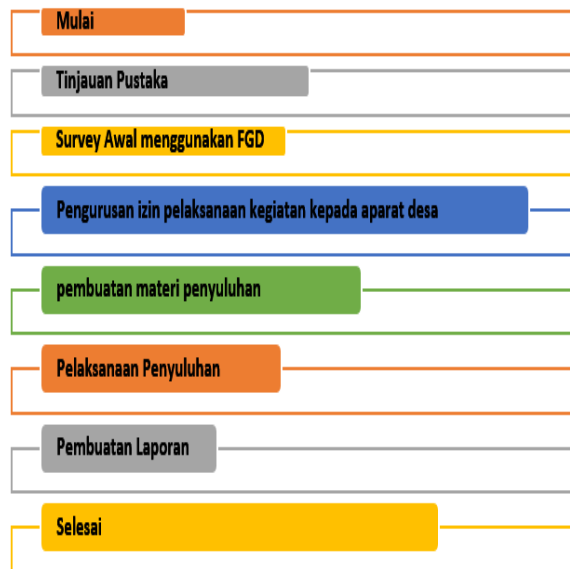 Mulai
Tinjauan Pustaka
Survey Awal menggunakan FGD
Pengurusan izin pelaksanaan kegiatan kepada aparat desa
pembuatan materi penyuluhan
Pelaksanaan Penyuluhan
Pembuatan Laporan
Selesai